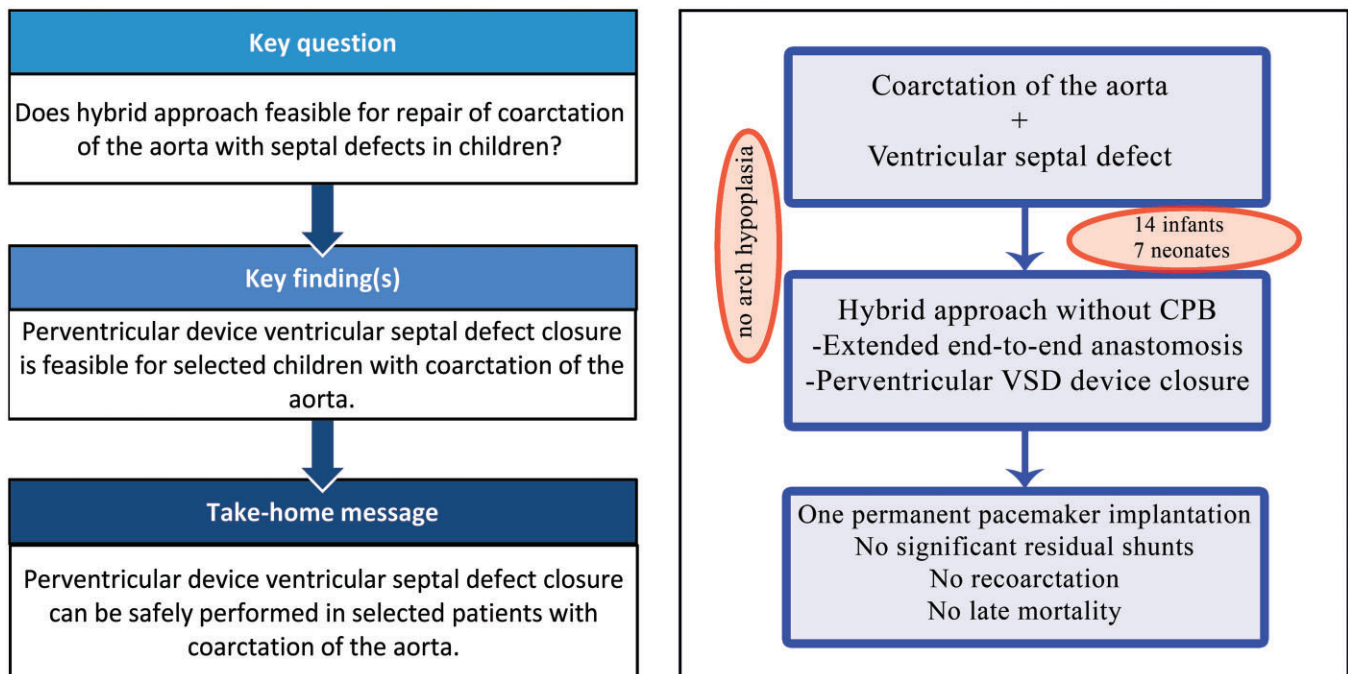 Key question
Does hybrid approach feasible for repair of coarctation
of the aorta with septal defects in children?
Key finding(s)
Perventricular device ventricular septal defect closure
is feasible for selected children with coarctation of the
aorta.
Take-home message
Perventricular device ventricular septal defect closure
can be safely performed in selected patients with
coarctation of the aorta.
Coarctation of the aorta
+
Ventricular septal defect
no arch hypoplasia
14 infants
7 neonates
Hybrid approach without CPB
-Extended end-to-end anastomosis
-Perventricular VSD device closure
One permanent pacemaker implantation
No significant residual shunts
No recoarctation
No late mortality